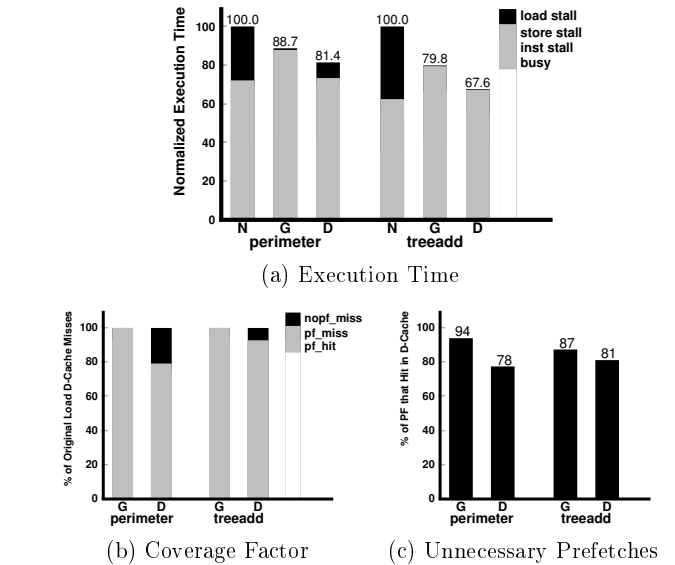 Normalized Execution Time
100
80
60
40
20
0
100.0
88.7
81.4
100.0
79.8
67.6
load stall
store stall
inst stall
busy
N G D N G D
perimeter treeadd
(a) Execution Time
% of Original Load D-Cache Misses
100
80
60
40
20
0
nopf_miss
pf_miss
pf_hit
G D G D
perimeter treeadd
(b) Coverage Factor
% of PF that Hit in D-Cache
100
80
60
40
20
0
94
78
87
81
G D G D
perimeter treeadd
(c) Unnecessary Prefetches